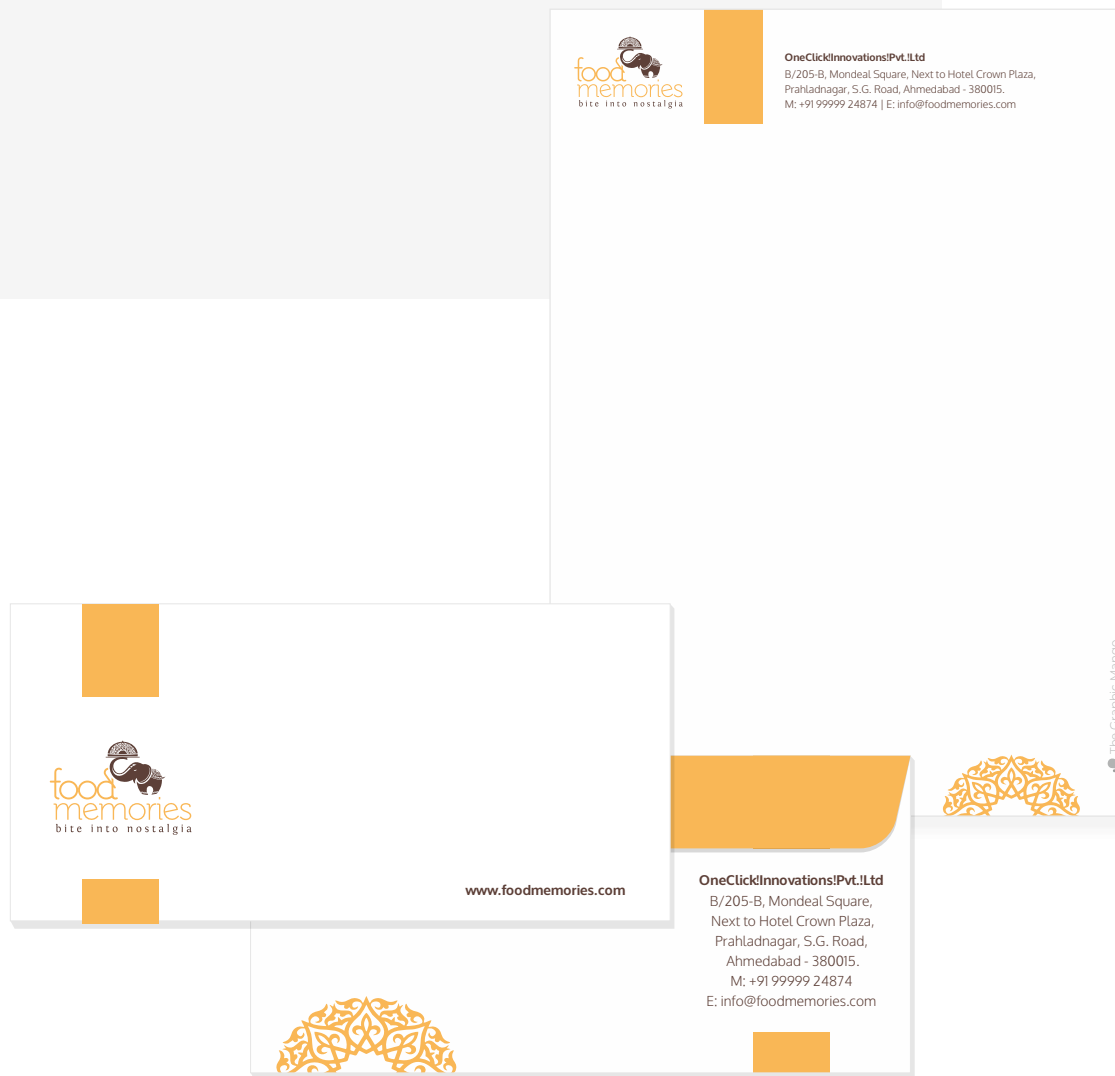 food
memories
bite into nostalgia
OneClick!Innovations!Pvt.!Ltd
B/205-B, Mondeal Square, Next to Hotel Crown Plaza,
Prahladnagar, S.G. Road, Ahmedabad - 380015.
M: +91 99999 24874 | E: info@foodmemories.com
The Graphic Mango
food
memories
bite into nostalgia
www.foodmemories.com
OneClick!Innovations!Pvt.!Ltd
B/205-B, Mondeal Square,
Next to Hotel Crown Plaza,
Prahladnagar, S.G. Road,
Ahmedabad - 380015.
M: +91 99999 24874
E: info@foodmemories.com